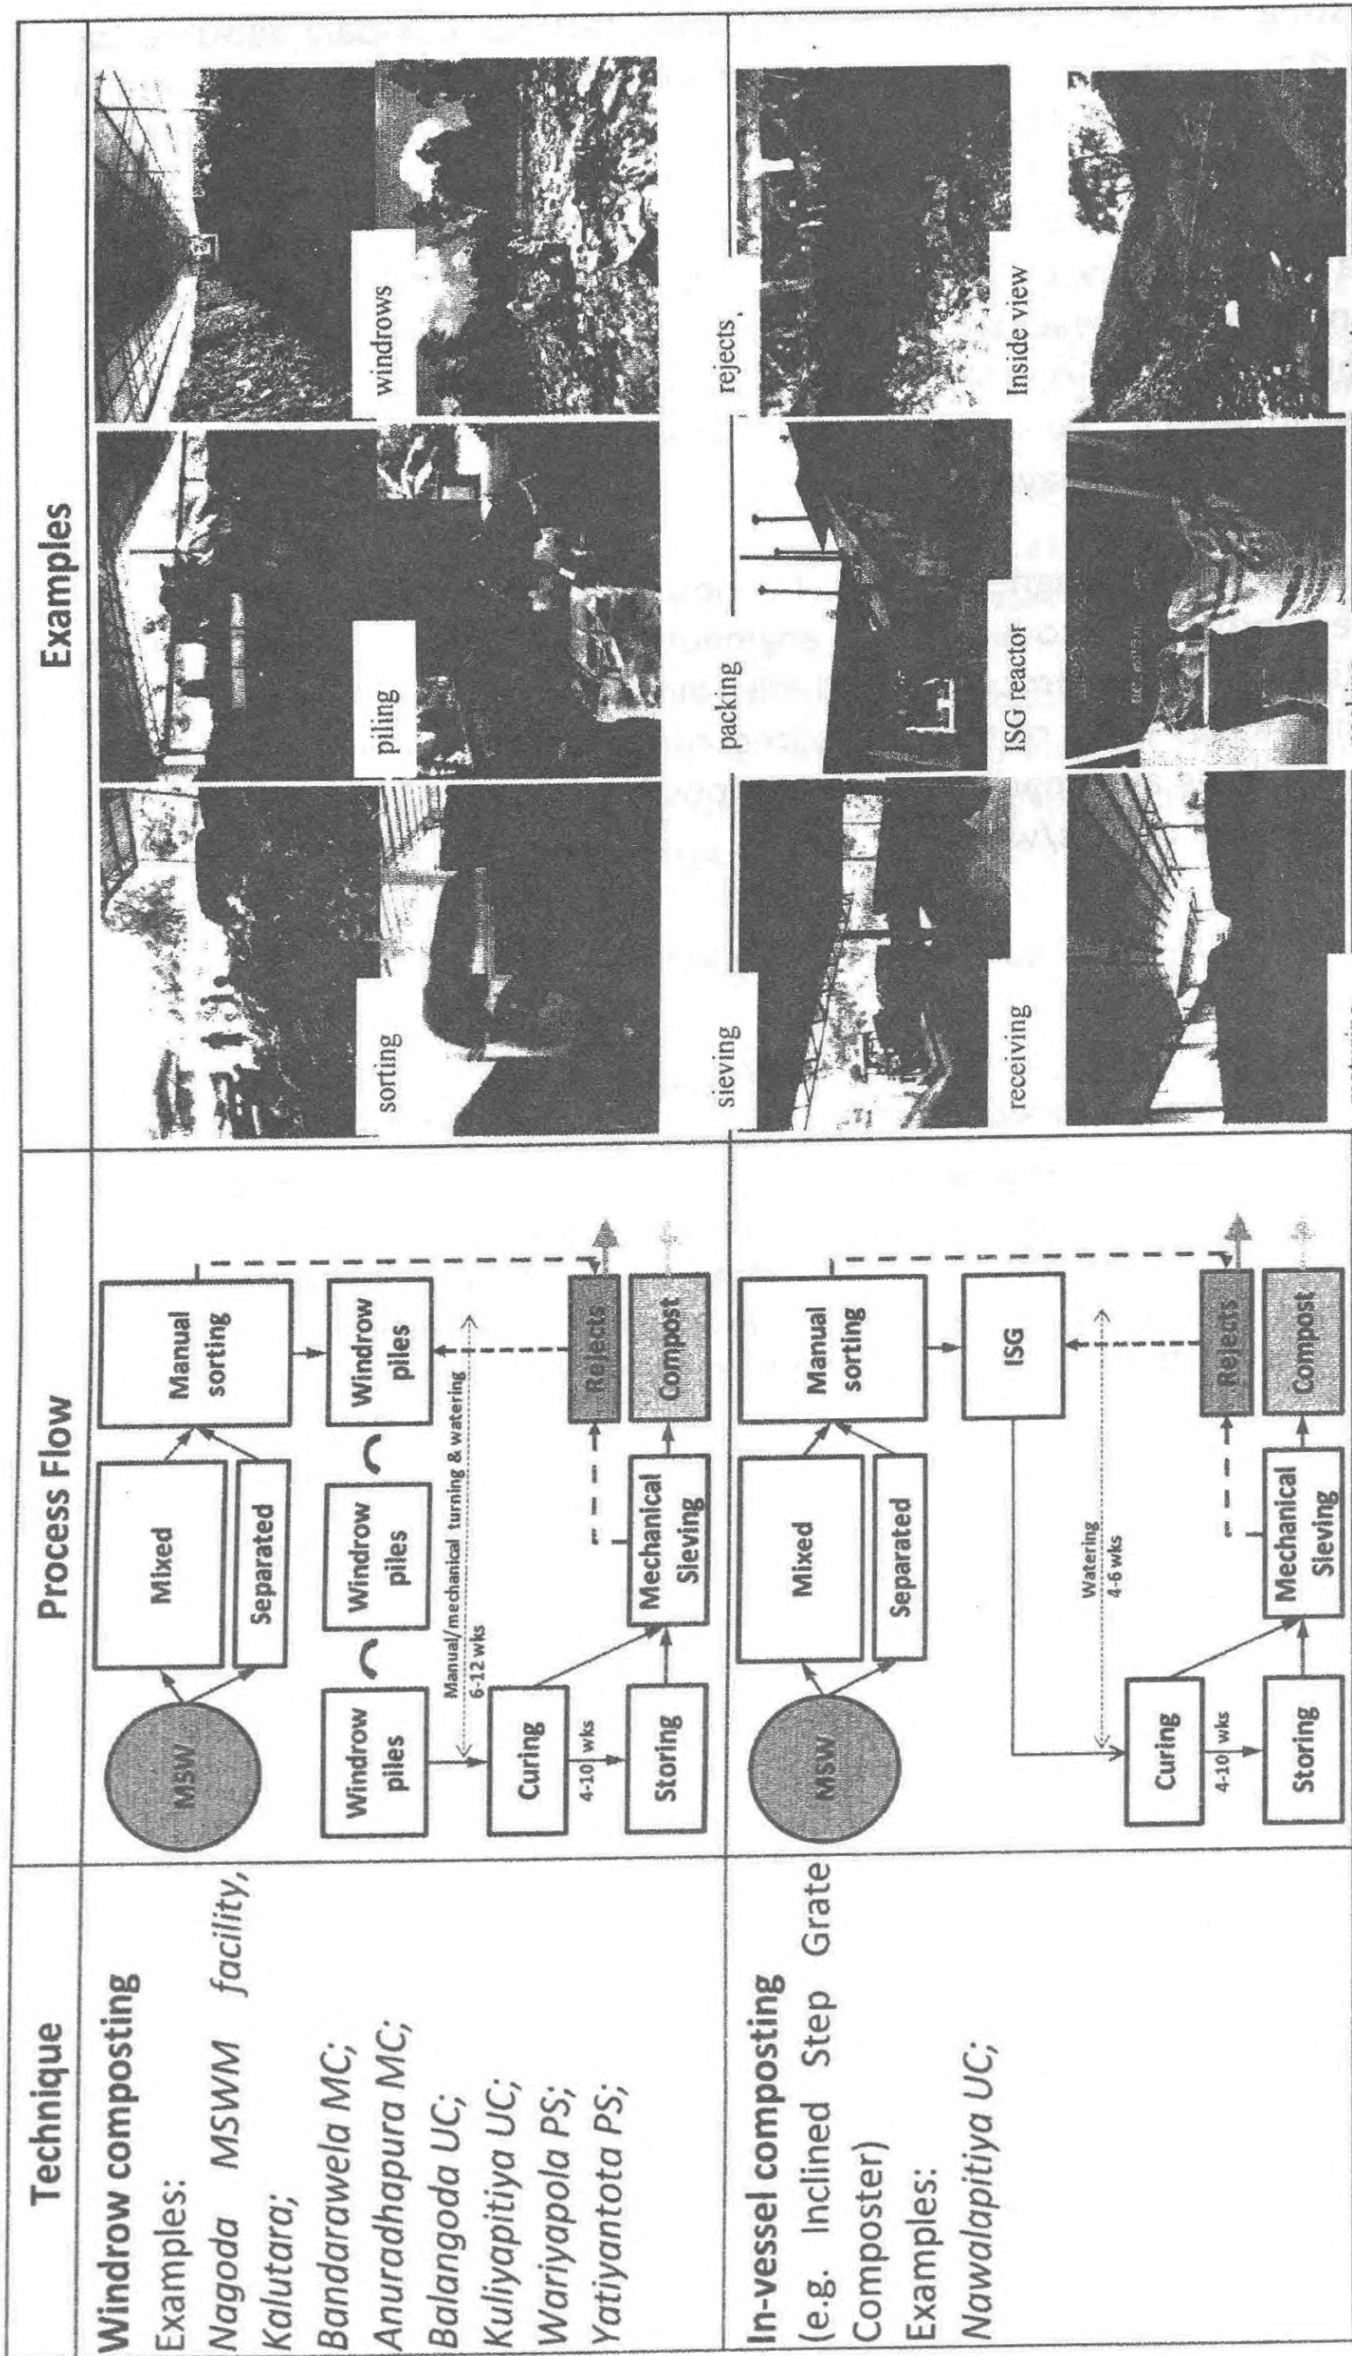 Technique
Process Flow
Examples
Windrow composting
Examples:
Nagoda MSWM facility,
Kalutara;
Bandarawela MC;
Anuradhapura MC;
Balangoda UC;
Kuliyapitiya UC;
Wariyapola PS;
Yatiyantota PS;
MSW
Mixed
Separated
Manual
sorting
Windrow
piles
Windrow
piles
Windrow
piles
Manual/mechanical turning & watering
6-12 wks
Curing
4-10 wks
Storing
Mechanical
Sieving
Rejects
Compost
sorting
piling
windrows
sieving
packing
rejects
In-vessel composting
(e.g. Inclined Step Grate
Composter)
Examples:
Nawalapitiya UC;
MSW
Mixed
Separated
Manual
sorting
ISG
Watering
4-6 wks
Curing
4-10 wks
Storing
Mechanical
Sieving
Rejects
Compost
receiving
ISG reactor
Inside view